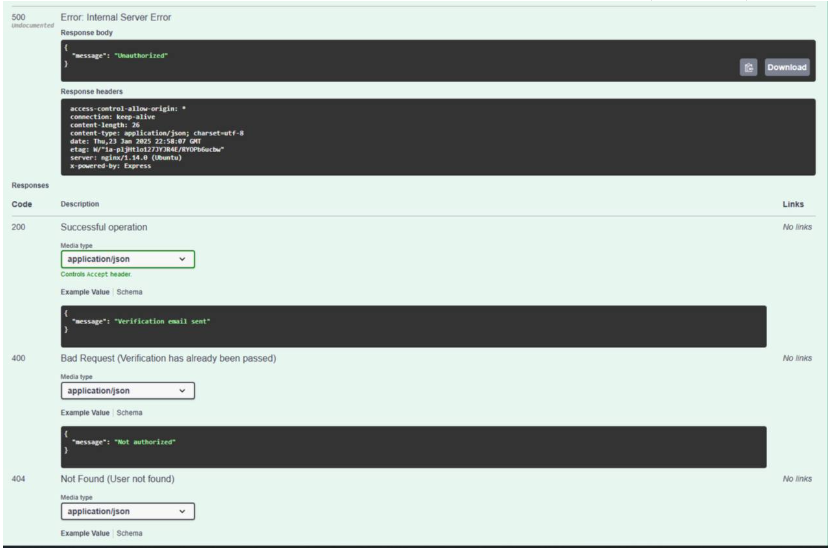 500
Undocumented
Error: Internal Server Error
Response body
{
"message": "Unauthorized"
}
Download
Response headers
access-control-allow-origin: *
connection: keep-alive
content-length: 26
content-type: application/json; charset=utf-8
date: Thu,23 Jan 2025 22:58:07 GMT
server: nginx/1.14.0 (Ubuntu)
x-powered-by: Express
Responses
Code Description Links
200 Successful operation No links
Media type
application/json
Controls Accept header.
Example Value | Schema
{
"message": "Verification email sent"
}
400 Bad Request (Verification has already been passed) No links
Media type
application/json
Example Value | Schema
{
"message": "Not authorized"
}
404 Not Found (User not found) No links
Media type
application/json
Example Value | Schema